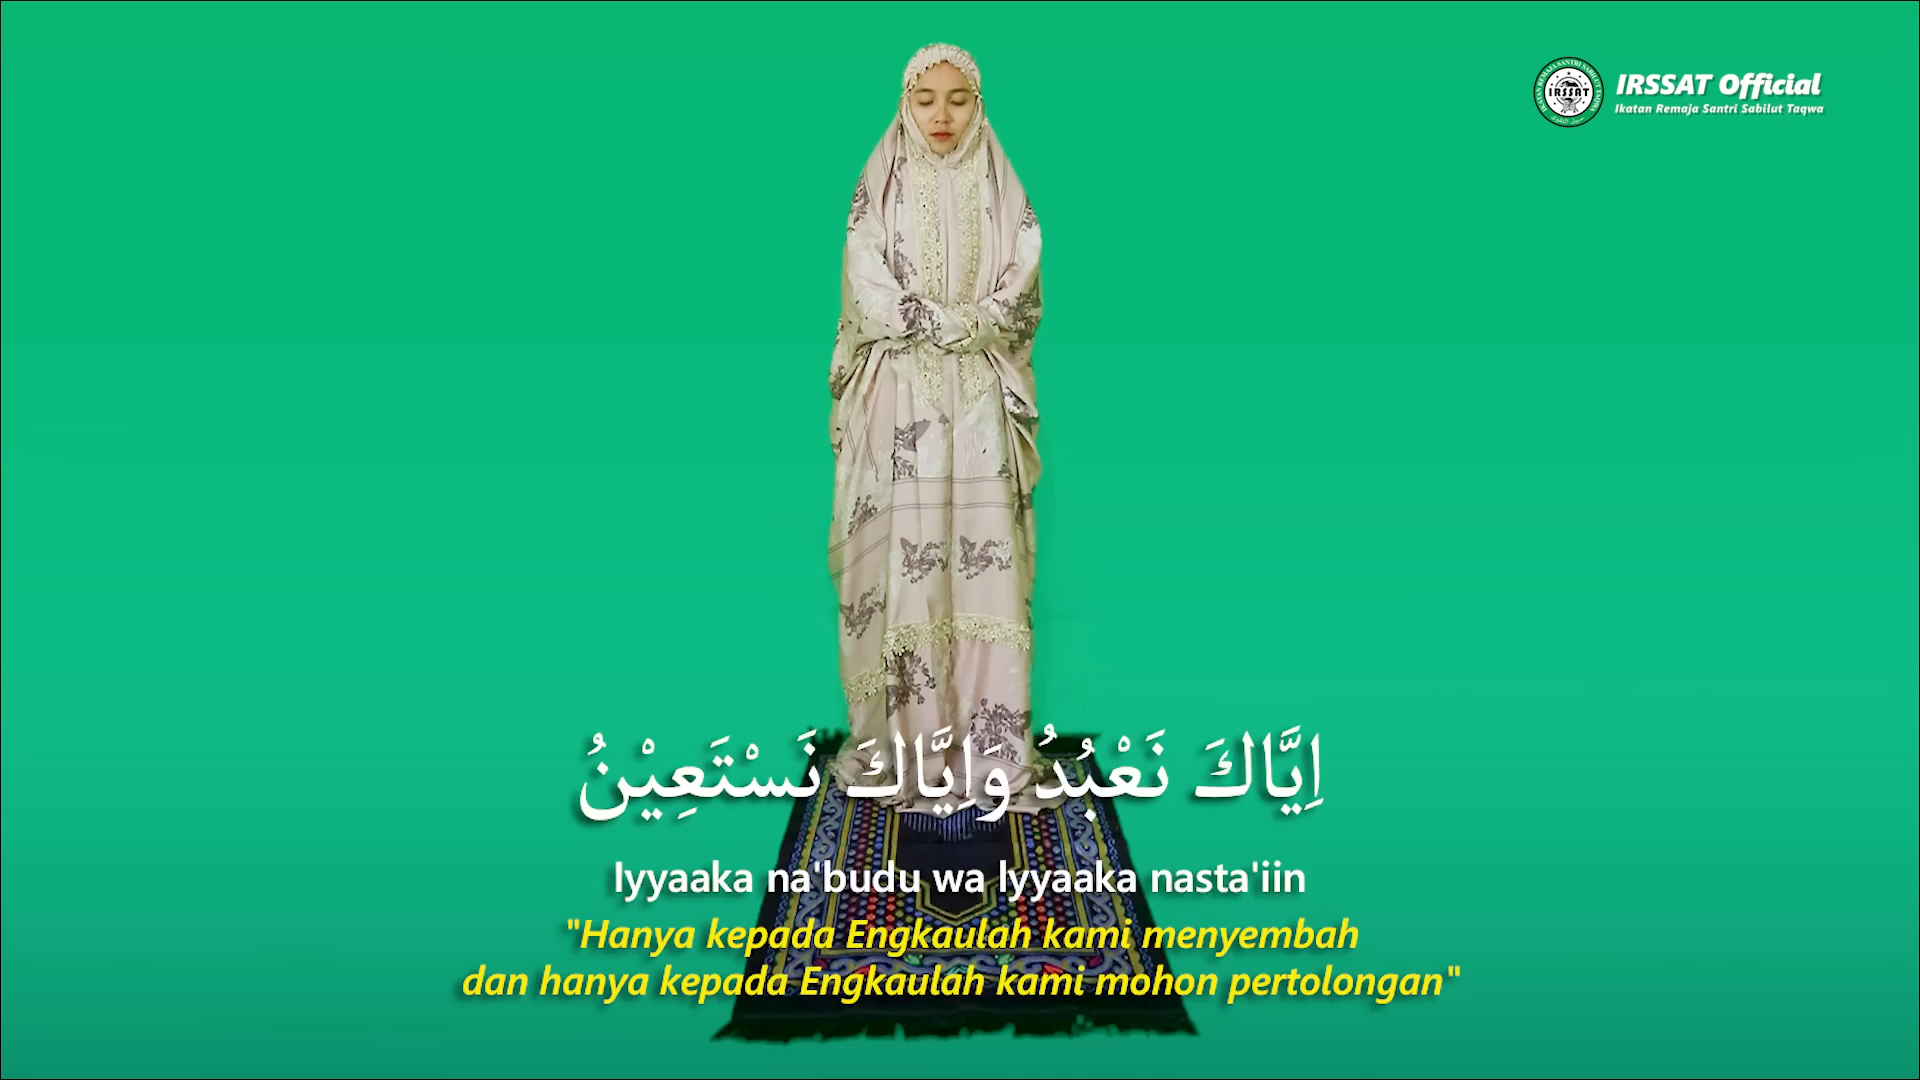 IRSSAT Official
Ikatan Remaja Santri Sabilut Taqwa
IRSSAT
اِيَّاكَ نَعْبُدُ وَاِيَّاكَ نَسْتَعِيْنُ
Iyyaaka na'budu wa Iyyaaka nasta'iin
"Hanya kepada Engkaulah kami menyembah
dan hanya kepada Engkaulah kami mohon pertolongan"